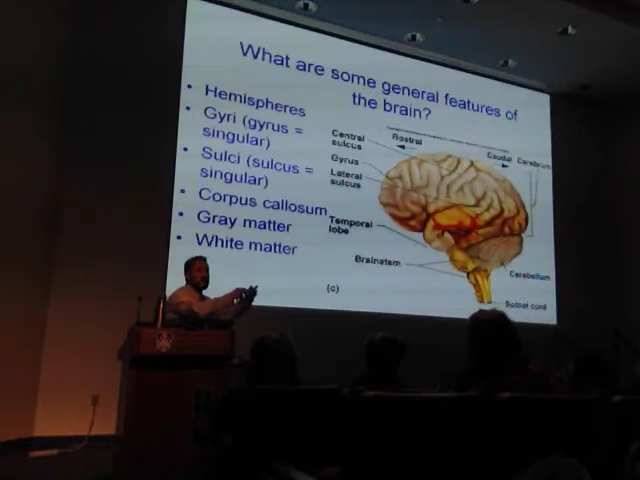 What are some general features of
the brain?
• Hemispheres
• Gyri (gyrus =
singular)
• Sulci (sulcus =
singular)
• Corpus callosum
• Gray matter
• White matter
Central
sulcus
Rostral
Caudal
Cerebrum
Gyrus
Lateral
sulcus
Temporal
lobe
Brainstem
Cerebellum
(c)
Spinal cord